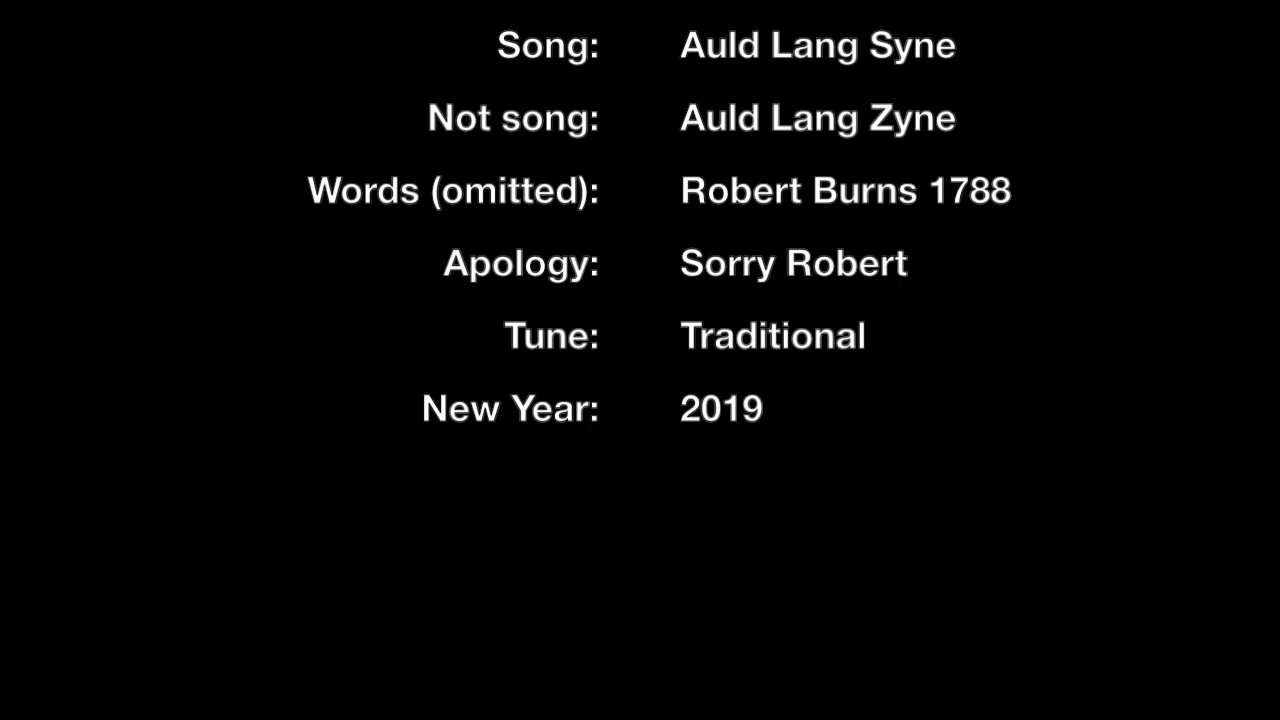 Song: Auld Lang Syne
Not song: Auld Lang Zyne
Words (omitted): Robert Burns 1788
Apology: Sorry Robert
Tune: Traditional
New Year: 2019